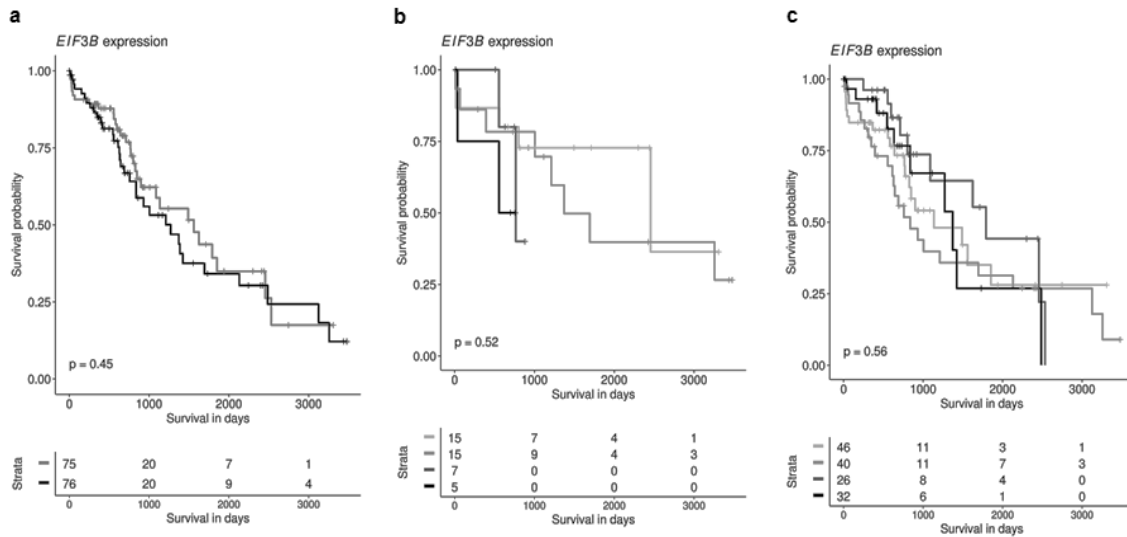 a
EIF3B expression
Survival probability
1.00
0.75
0.50
0.25
0.00
p = 0.45
0 1000 2000 3000
Survival in days
Strata
75 20 7 1
76 20 9 4
0 1000 2000 3000
Survival in days
b
EIF3B expression
Survival probability
1.00
0.75
0.50
0.25
0.00
p = 0.52
0 1000 2000 3000
Survival in days
Strata
15 7 4 1
15 9 4 3
7 0 0 0
5 0 0 0
0 1000 2000 3000
Survival in days
c
EIF3B expression
Survival probability
1.00
0.75
0.50
0.25
0.00
p = 0.56
0 1000 2000 3000
Survival in days
Strata
46 11 3 1
40 11 7 3
26 8 4 0
32 6 1 0
0 1000 2000 3000
Survival in days